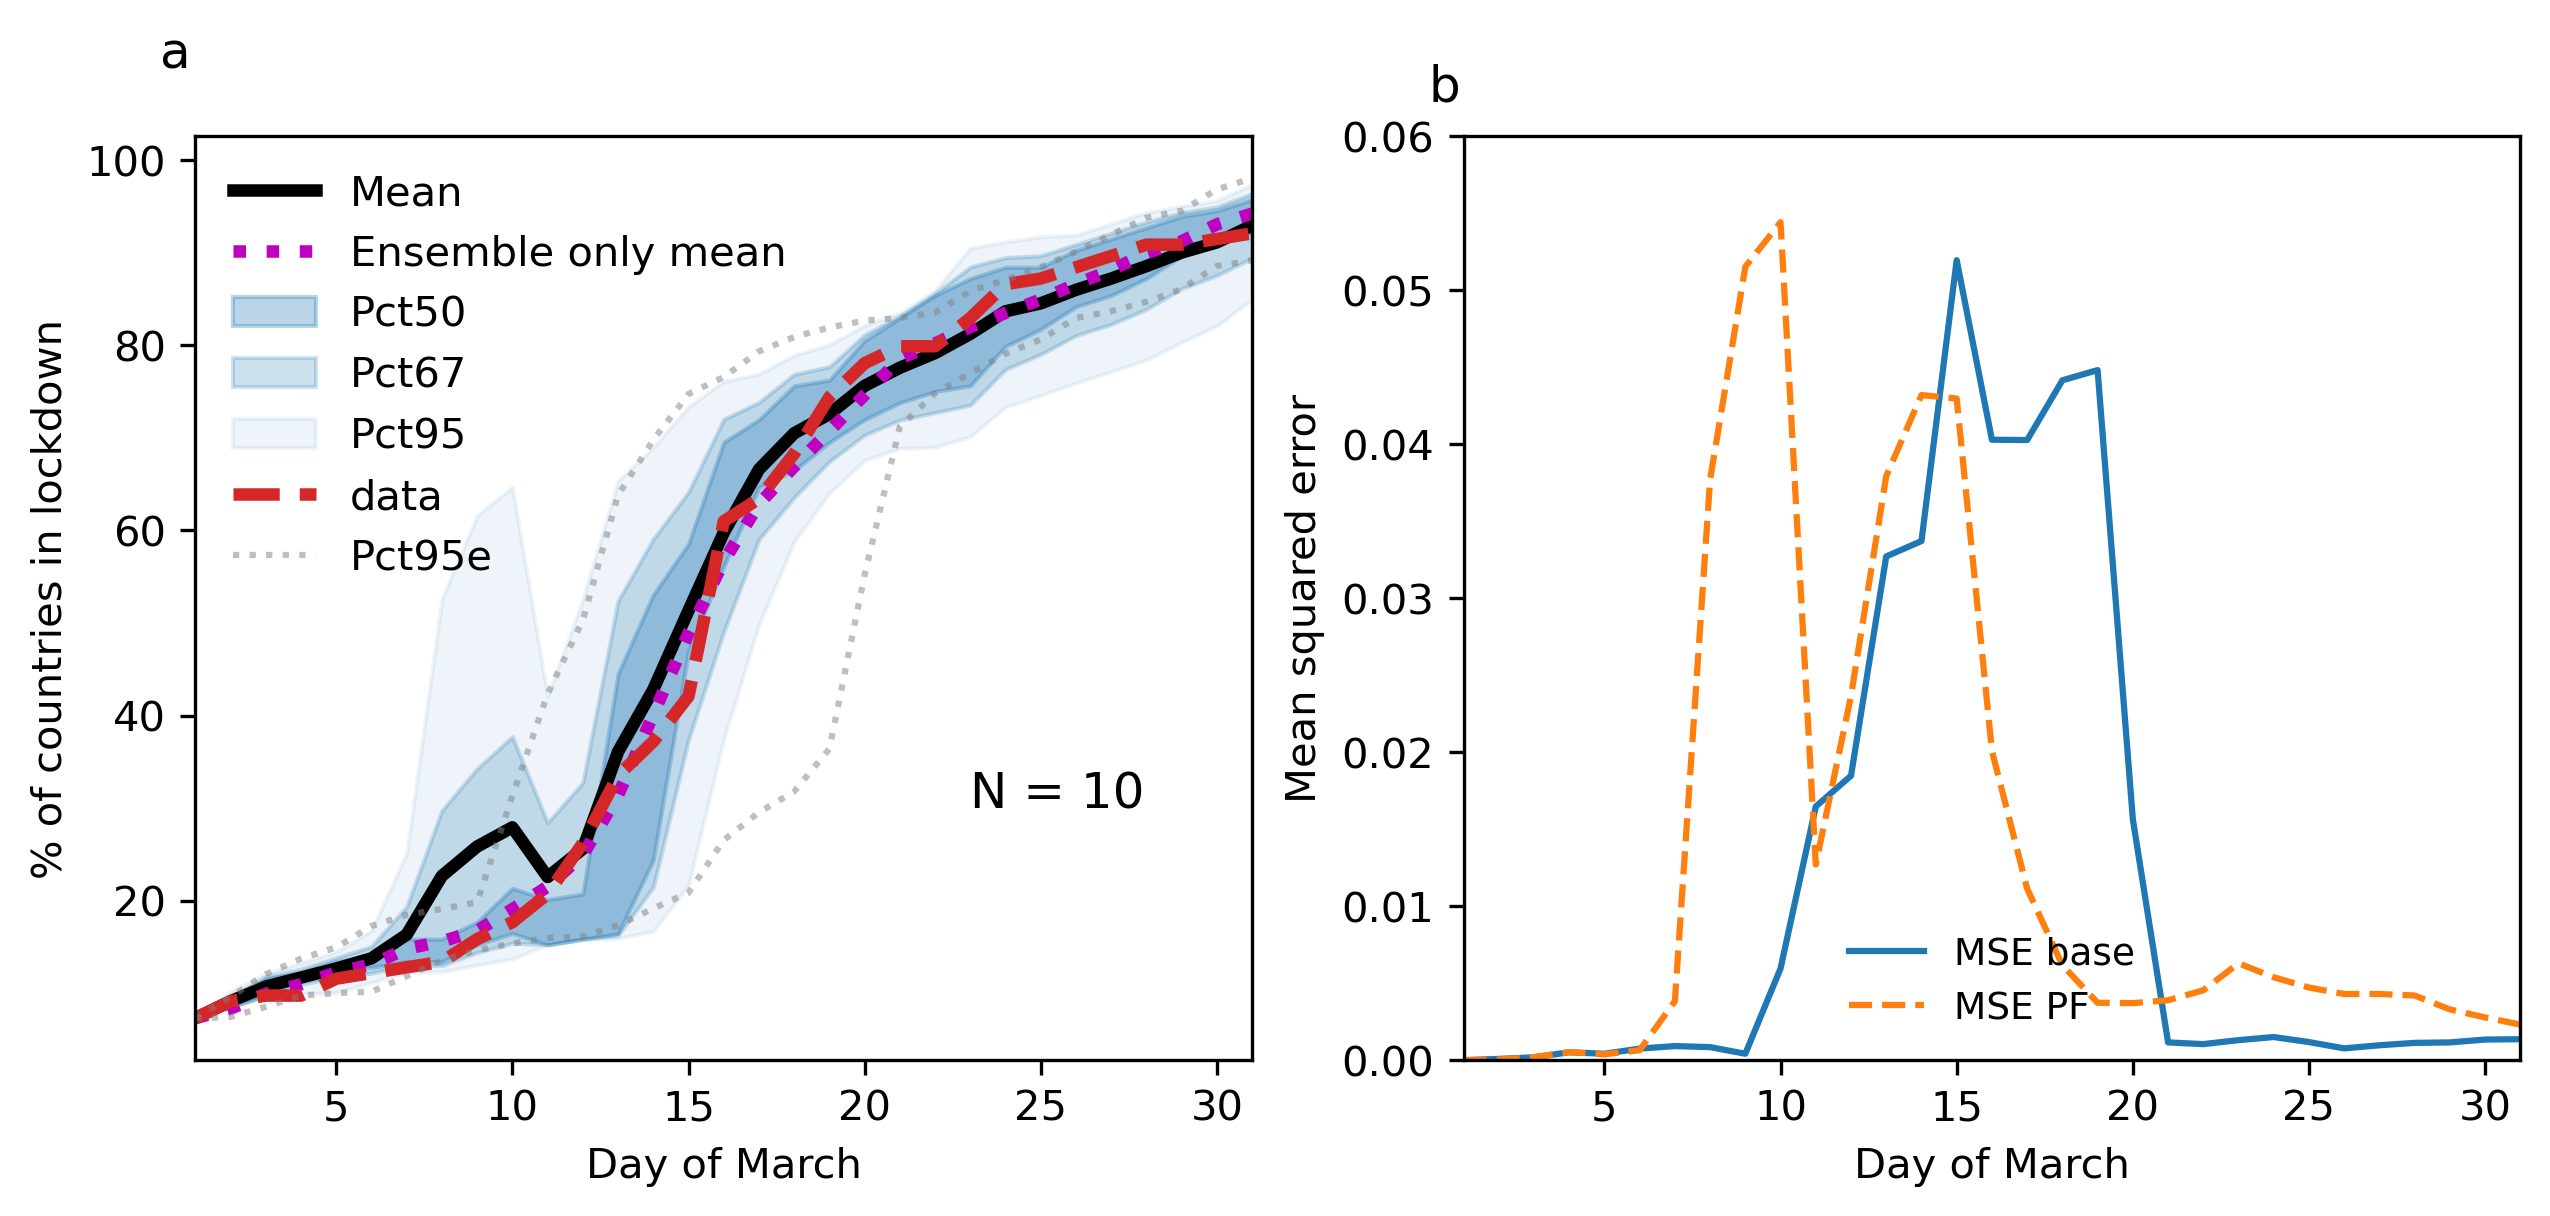 a
100
80
60
40
20
% of countries in lockdown
Mean
Ensemble only mean
Pct50
Pct67
Pct95
data
Pct95e
N = 10
5 10 15 20 25 30
Day of March
b
0.06
0.05
0.04
0.03
0.02
0.01
0.00
Mean squared error
MSE base
MSE PF
5 10 15 20 25 30
Day of March